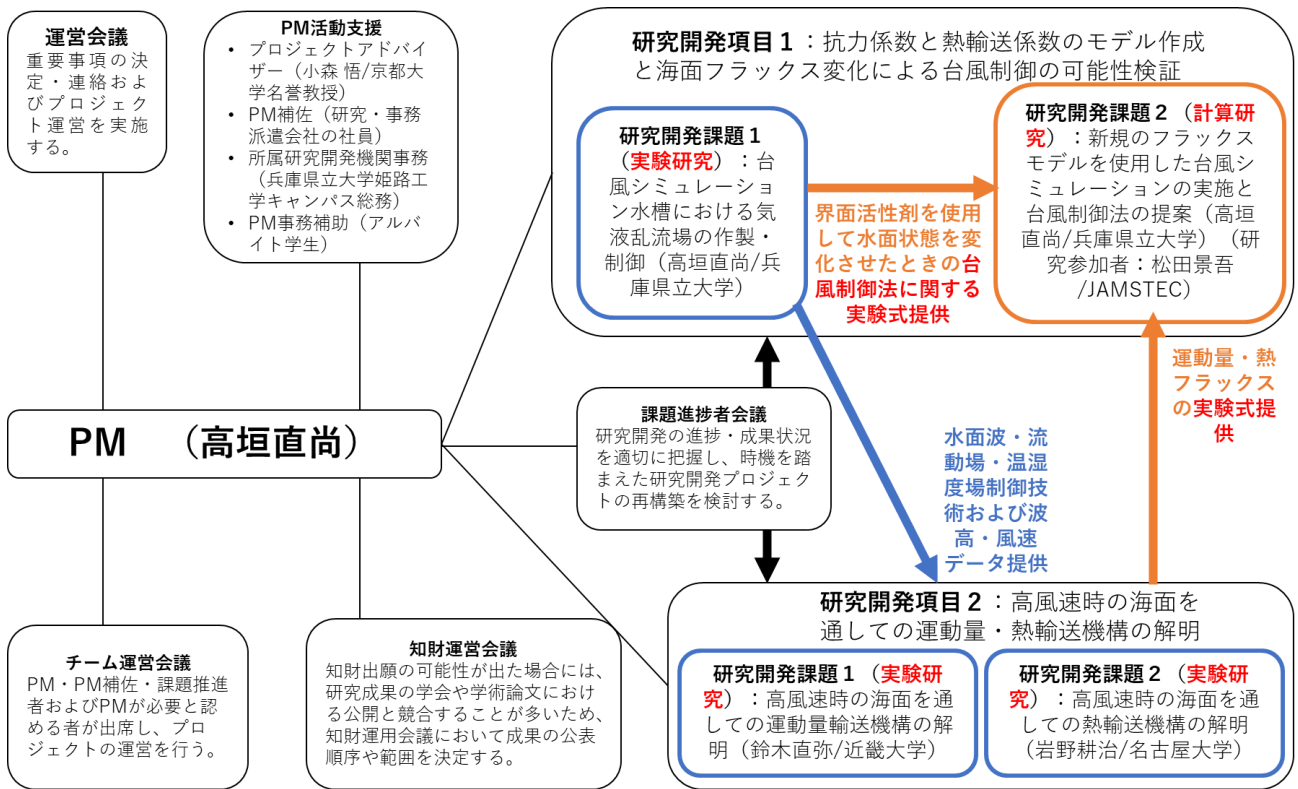 運営会議
重要事項の決
定・連絡およ
びプロジェク
ト運営を実施
する。
PM活動支援
• プロジェクトアドバイ
ザー（小森 悟/京都大
学名誉教授）
• PM補佐（研究・事務
派遣会社の社員）
• 所属研究開発機関事務
（兵庫県立大学姫路工
学キャンパス総務）
• PM事務補助（アルバ
イト学生）
研究開発項目１：抗力係数と熱輸送係数のモデル作成
と海面フラックス変化による台風制御の可能性検証
研究開発課題１
（実験研究）：台
風シミュレーショ
ン水槽における気
液乱流場の作製・
制御（高垣直尚/兵
庫県立大学）
界面活性剤を使用
して水面状態を変
化させたときの台
風制御法に関する
実験式提供
研究開発課題２（計算研
究）：新規のフラックス
モデルを使用した台風シ
ミュレーションの実施と
台風制御法の提案（高垣
直尚/兵庫県立大学）（研
究参加者：松田景吾
/JAMSTEC）
運動量・熱
フラックス
の実験式提
供
PM （高垣直尚）
課題進捗者会議
研究開発の進捗・成果状況
を適切に把握し、時機を踏
まえた研究開発プロジェク
トの再構築を検討する。
水面波・流
動場・温湿
度場制御技
術および波
高・風速
データ提供
チーム運営会議
PM・PM補佐・課題推進
者およびPMが必要と認
める者が出席し、プロ
ジェクトの運営を行う。
知財運営会議
知財出願の可能性が出た場合には、
研究成果の学会や学術論文におけ
る公開と競合することが多いため、
知財運用会議において成果の公表
順序や範囲を決定する。
研究開発項目２：高風速時の海面を
通しての運動量・熱輸送機構の解明
研究開発課題１（実験研
究）：高風速時の海面を通
しての運動量輸送機構の解
明（鈴木直弥/近畿大学）
研究開発課題２（実験研
究）：高風速時の海面を通
しての熱輸送機構の解明
（岩野耕治/名古屋大学）